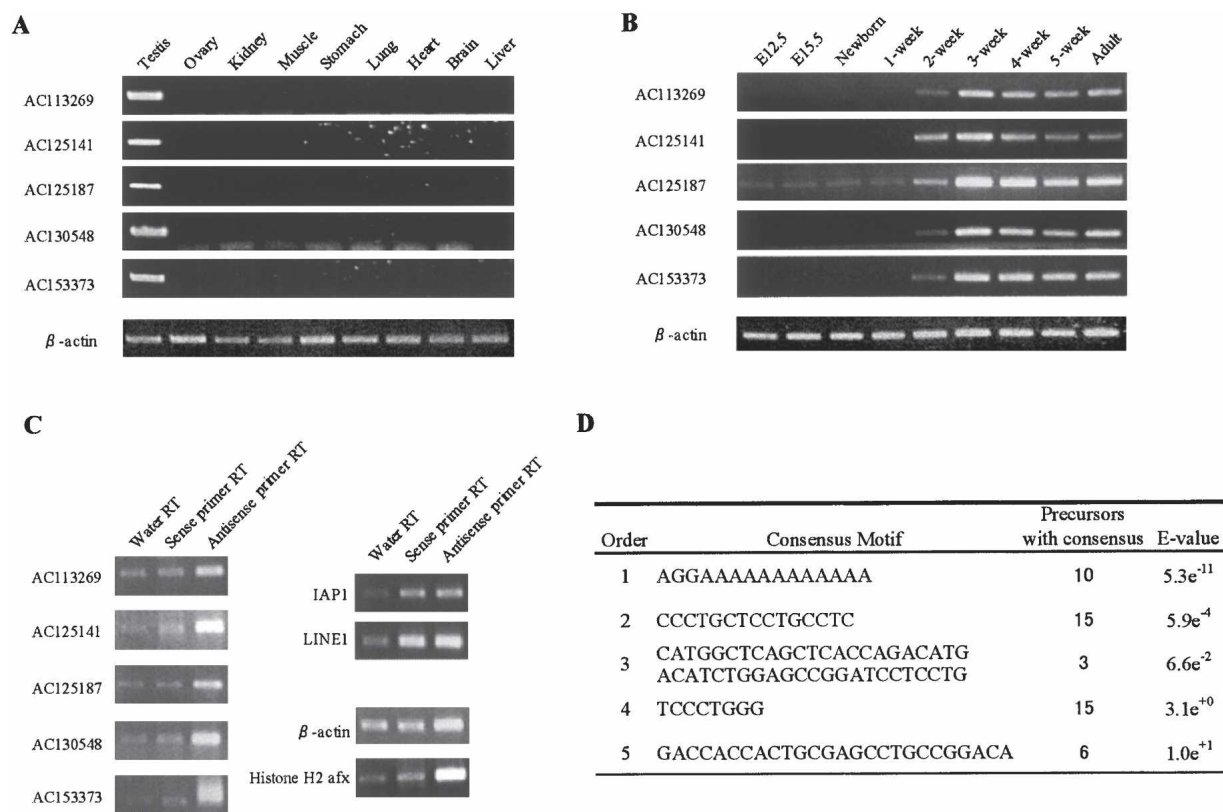 A
Testis
Ovary
Kidney
Muscle
Stomach
Lung
Heart
Brain
Liver
AC113269
AC125141
AC125187
AC130548
AC153373
β-actin
B
E12.5
E15.5
Newborn
1-week
2-week
3-week
4-week
5-week
Adult
AC113269
AC125141
AC125187
AC130548
AC153373
β-actin
C
Water RT
Sense primer RT
Antisense primer RT
AC113269
AC125141
AC125187
AC130548
AC153373
Water RT
Sense primer RT
Antisense primer RT
IAP1
LINE1
β-actin
Histone H2 afx
D
Order Consensus Motif Precursors with consensus E-value
1 AGGAAAAAAAAAAAA 10 5.3e⁻¹¹
2 CCCTGCTCCTGCCTC 15 5.9e⁻⁴
3 CATGGCTCAGCTCACCAGACATG 3 6.6e⁻²
ACATCTGGAGCCGGATCCTCCTG
4 TCCCTGGG 15 3.1e⁺⁰
5 GACCACCACTGCGAGCCTGCCGGACA 6 1.0e⁺¹